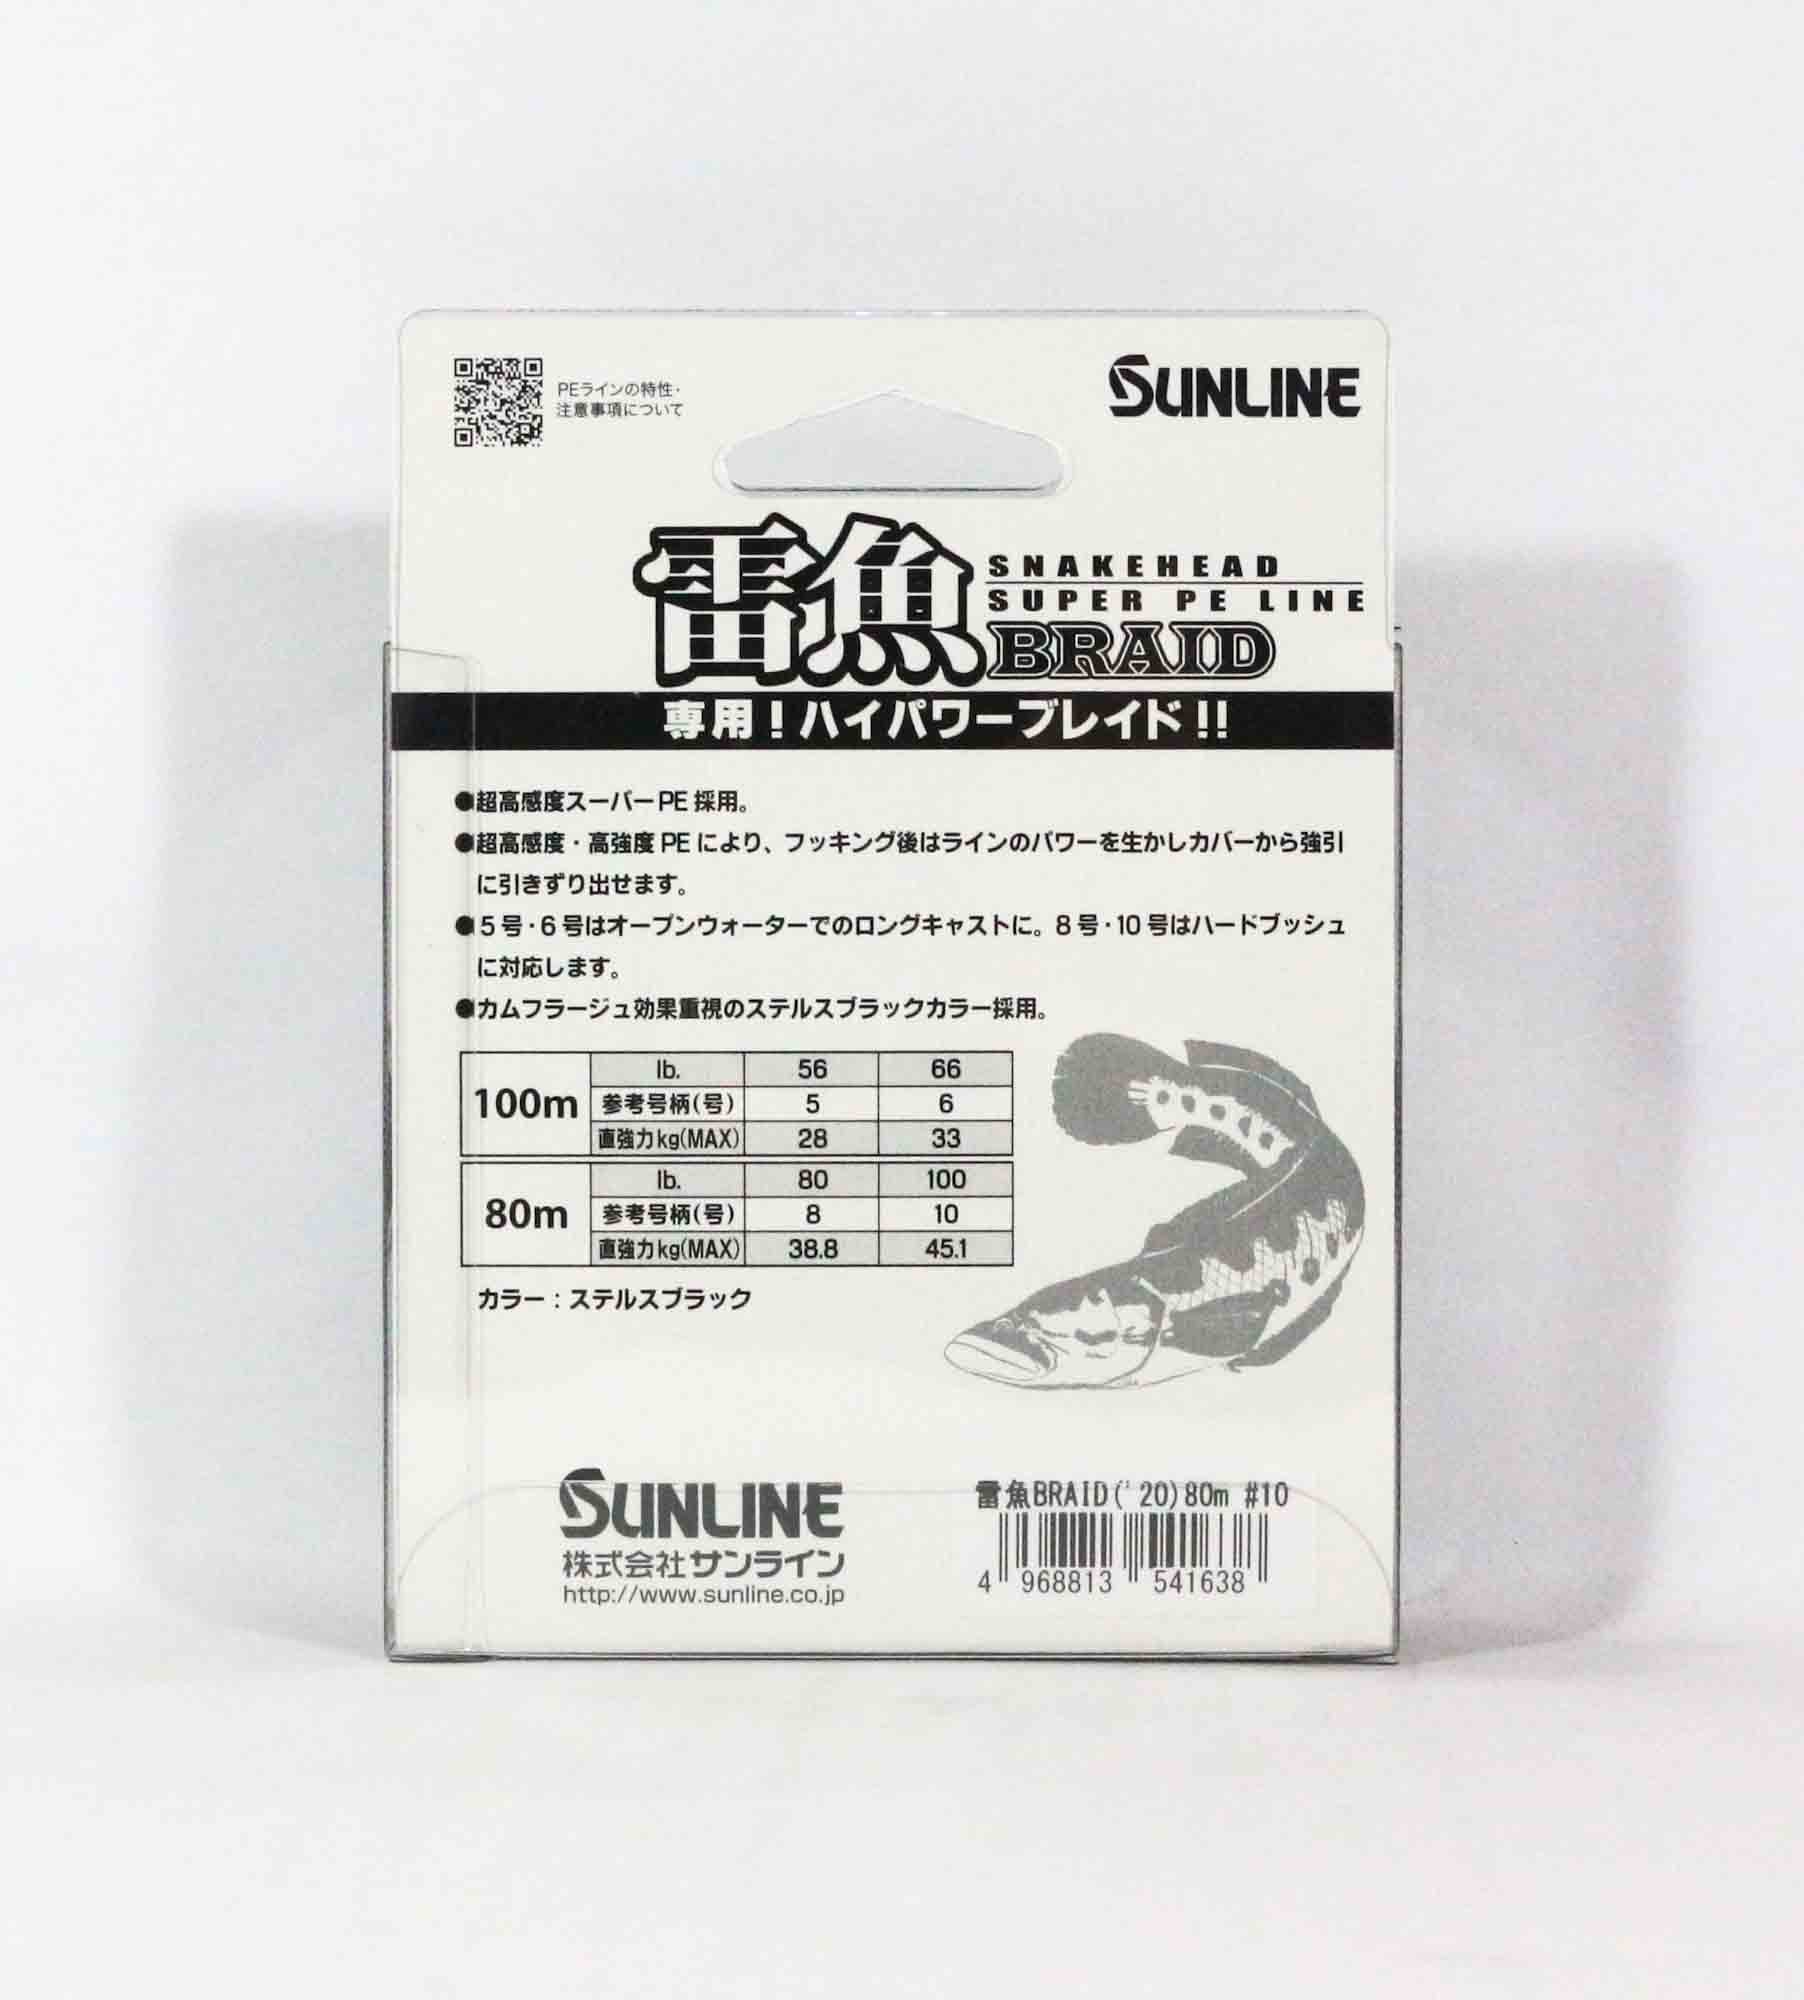 PEラインの特性・
注意事項について
SUNLINE
雷魚
SNAKEHEAD
SUPER PE LINE
BRAID
専用！ハイパワーブレイド！！
●超高感度スーパーPE採用。
●超高感度・高強度PEにより、フッキング後はラインのパワーを生かしカバーから強引
に引きずり出せます。
●5号・6号はオープンウォーターでのロングキャストに。8号・10号はハードブッシュ
に対応します。
●カムフラージュ効果重視のステルスブラックカラー採用。
100m lb. 56 66
参考号柄(号) 5 6
直強力kg(MAX) 28 33
80m lb. 80 100
参考号柄(号) 8 10
直強力kg(MAX) 38.8 45.1
カラー：ステルスブラック
SUNLINE
株式会社サンライン
http://www.sunline.co.jp
雷魚BRAID('20)80m #10
4 968813 541638